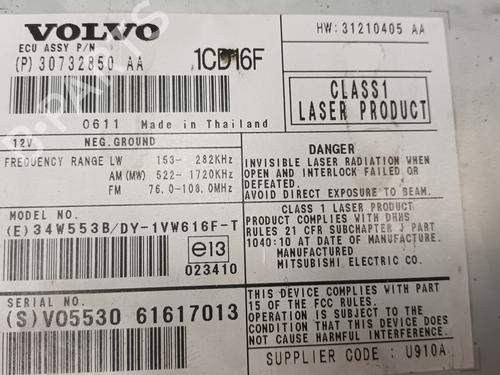 VOLVO
ECU ASSY P/N
(P) 30732850 AA
1CD16F
HW: 31210405 AA
0611 Made in Thailand
CLASS1
LASER PRODUCT
12V NEG. GROUND
FREQUENCY RANGE LW 153- 282KHz
AM (MW) 522- 1720KHz
FM 76.0-108.0MHz
DANGER
INVISIBLE LASER RADIATION WHEN
OPEN AND INTERLOCK FAILED OR
DEFEATED.
AVOID DIRECT EXPOSURE TO BEAM.
MODEL NO.
(E)34W553B/DY-1VW616F-T
e13
023410
CLASS 1 LASER PRODUCT
PRODUCT COMPLIES WITH DHHS
RULES 21 CFR SUBCHAPTER J PART
1040:10 AT DATE OF MANUFACTURE.
MANUFACTURED
MITSUBISHI ELECTRIC CO.
SERIAL NO.
(S)V05530 61617013
THIS DEVICE COMPLIES WITH PART
15 OF THE FCC RULES.
OPERATION IS SUBJECT TO THE
CONDITION THAT THIS DEVICE DOES
NOT CAUSE HARMFUL INTERFERENCE.
SUPPLIER CODE : U910A